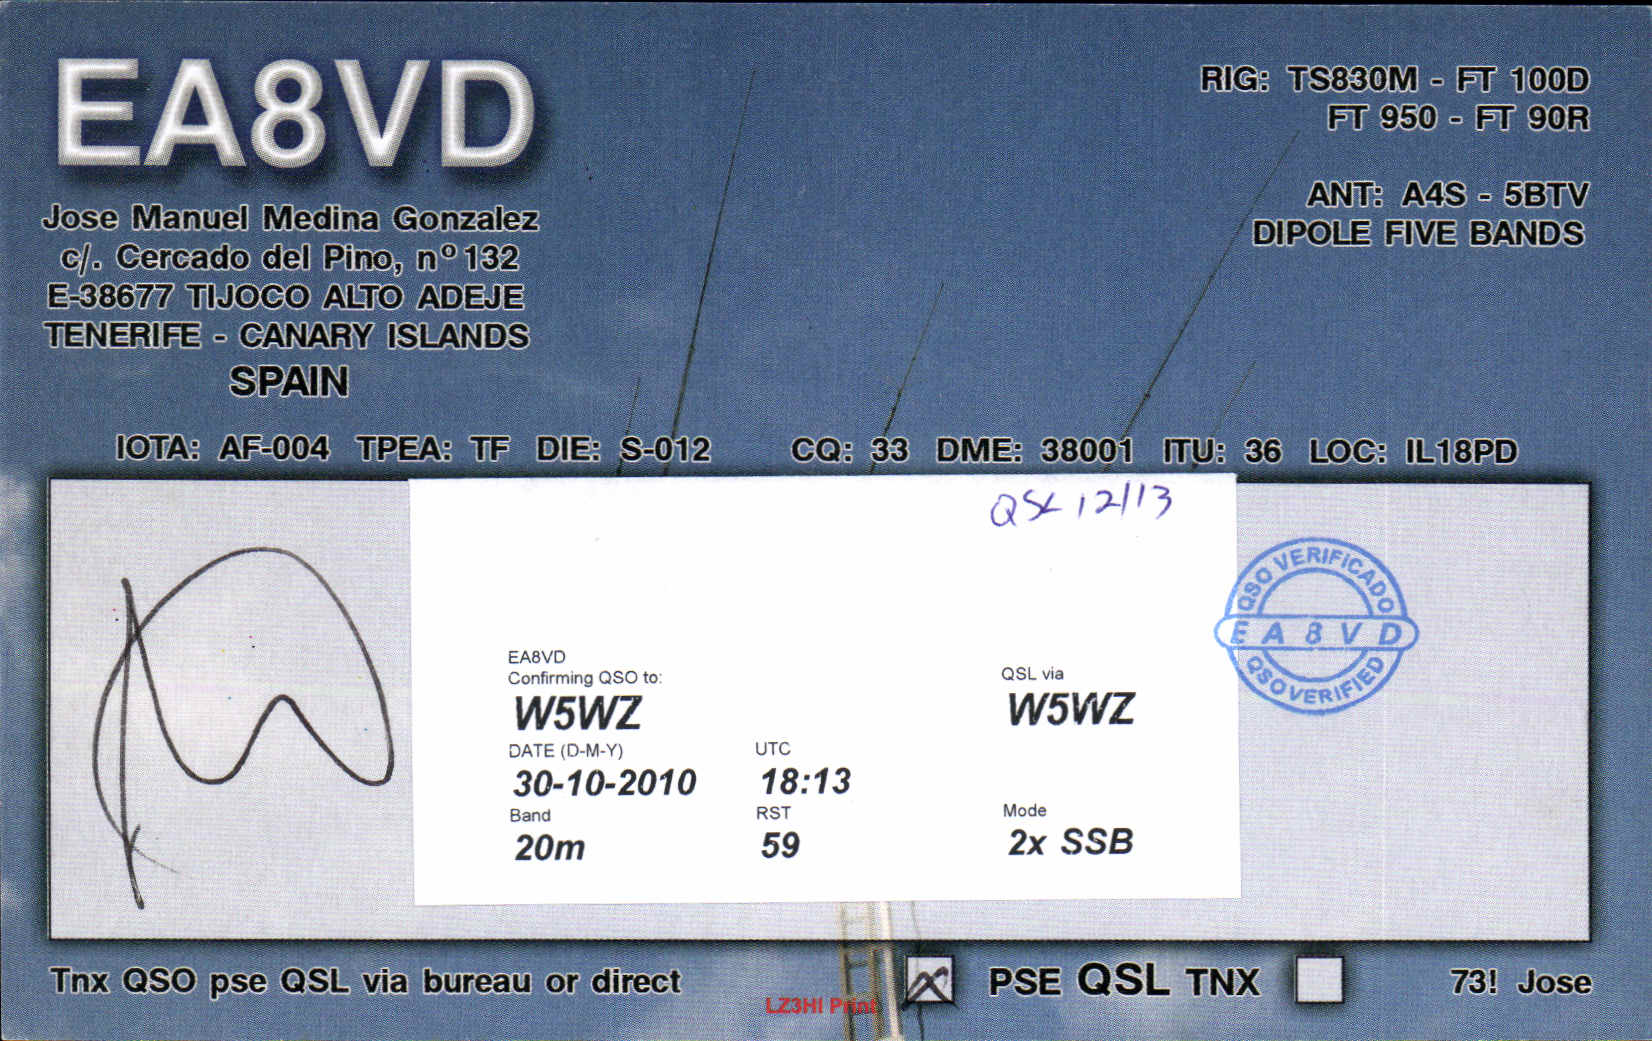 EA8VD
Jose Manuel Medina Gonzalez
c/. Cercado del Pino, nº 132
E-38677 TIJOCO ALTO ADEJE
TENERIFE - CANARY ISLANDS
SPAIN
RIG: TS830M - FT 100D
FT 950 - FT 90R
ANT: A4S - 5BTV
DIPOLE FIVE BANDS
IOTA: AF-004 TPEA: TF DIE: S-012 CQ: 33 DME: 38001 ITU: 36 LOC: IL18PD
QSL 12/13
QSO VERIFICADO
EA8VD
QSO VERIFIED
EA8VD
Confirming QSO to:
W5WZ
QSL via
W5WZ
DATE (D-M-Y) UTC
30-10-2010 18:13
Band RST Mode
20m 59 2x SSB
Tnx QSO pse QSL via bureau or direct
PSE QSL TNX
73! Jose
LZ3HI Print